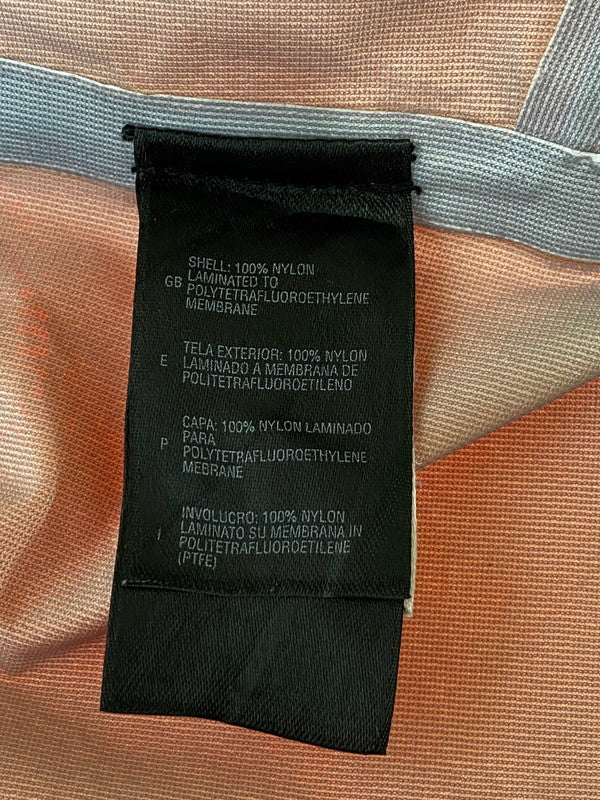 SHELL: 100% NYLON
GB LAMINATED TO
POLYTETRAFLUOROETHYLENE
MEMBRANE
TELA EXTERIOR: 100% NYLON
E LAMINADO A MEMBRANA DE
POLITETRAFLUOROETILENO
CAPA: 100% NYLON LAMINADO
P PARA
POLYTETRAFLUOROETHYLENE
MEBRANE
INVOLUCRO: 100% NYLON
I LAMINATO SU MEMBRANA IN
POLITETRAFLUOROETILENE
(PTFE)